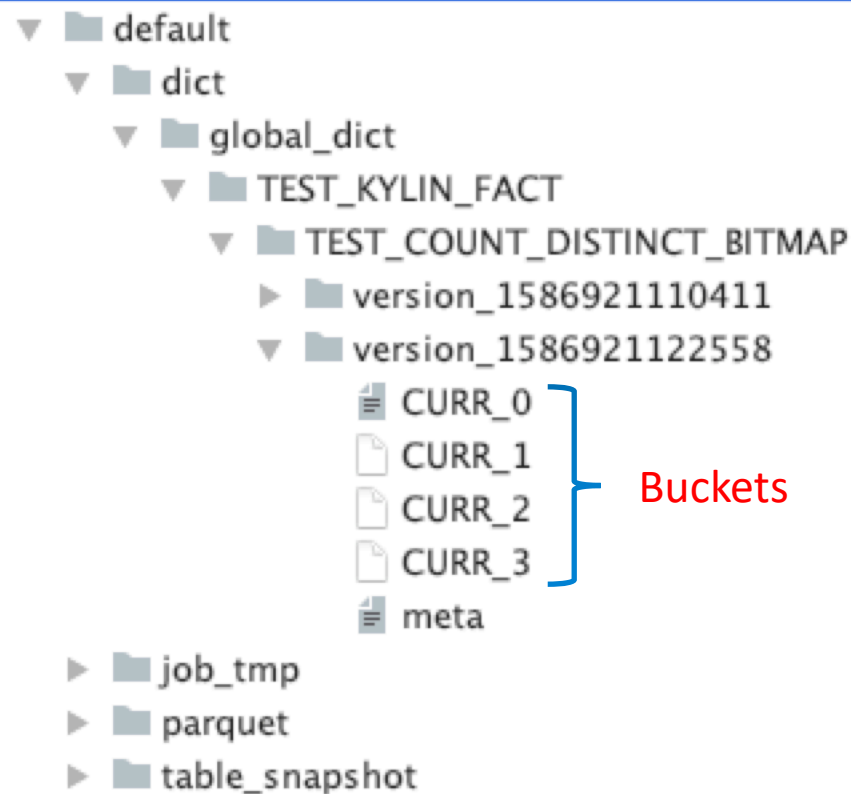 default
dict
global_dict
TEST_KYLIN_FACT
TEST_COUNT_DISTINCT_BITMAP
version_1586921110411
version_1586921122558
CURR_0
CURR_1
CURR_2
CURR_3
Buckets
meta
job_tmp
parquet
table_snapshot